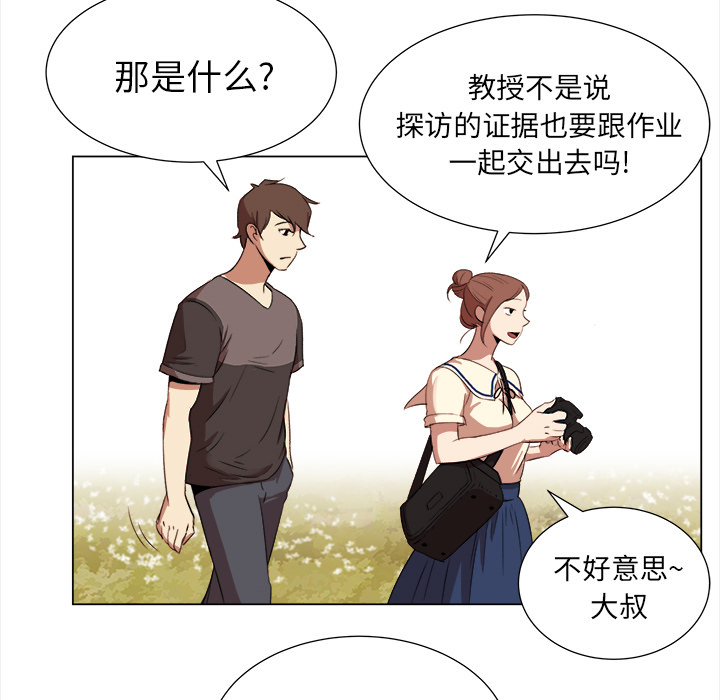 那是什么?
教授不是说
探访的证据也要跟作业
一起交出去吗!
不好意思~
大叔